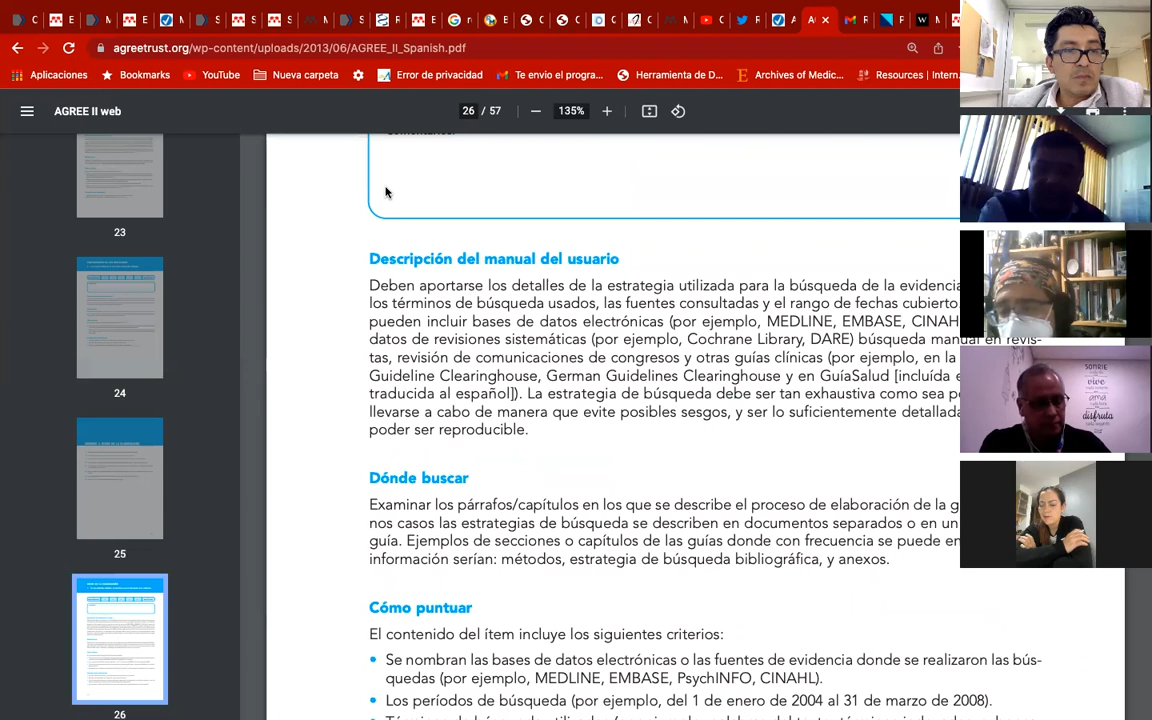 agreetrust.org/wp-content/uploads/2013/06/AGREE_II_Spanish.pdf
Aplicaciones Bookmarks YouTube Nueva carpeta Error de privacidad Te envio el progra... Herramienta de D... Archives of Medic... Resources | Intern...
AGREE II web 26 / 57 135%
23
24
25
26
Descripción del manual del usuario
Deben aportarse los detalles de la estrategia utilizada para la búsqueda de la evidencia
los términos de búsqueda usados, las fuentes consultadas y el rango de fechas cubierto
pueden incluir bases de datos electrónicas (por ejemplo, MEDLINE, EMBASE, CINAH
datos de revisiones sistemáticas (por ejemplo, Cochrane Library, DARE) búsqueda manual en revis-
tas, revisión de comunicaciones de congresos y otras guías clínicas (por ejemplo, en la
Guideline Clearinghouse, German Guidelines Clearinghouse y en GuíaSalud [incluída e
traducida al español]). La estrategia de búsqueda debe ser tan exhaustiva como sea p
llevarse a cabo de manera que evite posibles sesgos, y ser lo suficientemente detallada
poder ser reproducible.
Dónde buscar
Examinar los párrafos/capítulos en los que se describe el proceso de elaboración de la g
nos casos las estrategias de búsqueda se describen en documentos separados o en un
guía. Ejemplos de secciones o capítulos de las guías donde con frecuencia se puede en
información serían: métodos, estrategia de búsqueda bibliográfica, y anexos.
Cómo puntuar
El contenido del ítem incluye los siguientes criterios:
• Se nombran las bases de datos electrónicas o las fuentes de evidencia donde se realizaron las bús-
quedas (por ejemplo, MEDLINE, EMBASE, PsychINFO, CINAHL).
• Los períodos de búsqueda (por ejemplo, del 1 de enero de 2004 al 31 de marzo de 2008).
SONRIE
vive
ama
disfruta